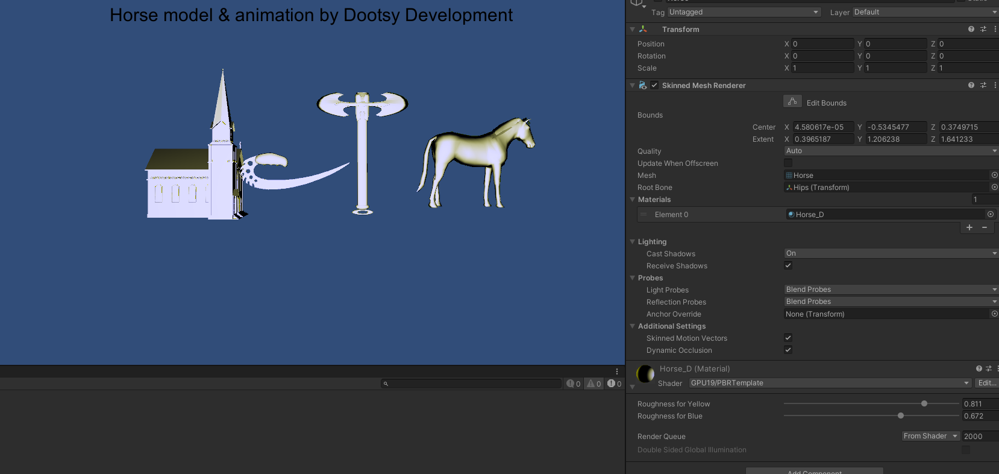 Horse model & animation by Dootsy Development
Tag Untagged Layer Default
Transform
Position X 0 Y 0 Z 0
Rotation X 0 Y 0 Z 0
Scale X 1 Y 1 Z 1
Skinned Mesh Renderer
Edit Bounds
Bounds
Center X 4.580617e-05 Y -0.5345477 Z 0.3749715
Extent X 0.3965187 Y 1.206238 Z 1.641233
Quality Auto
Update When Offscreen
Mesh Horse
Root Bone Hips (Transform)
Materials 1
Element 0 Horse_D
Lighting
Cast Shadows On
Receive Shadows
Probes
Light Probes Blend Probes
Reflection Probes Blend Probes
Anchor Override None (Transform)
Additional Settings
Skinned Motion Vectors
Dynamic Occlusion
Horse_D (Material)
Shader GPU19/PBRTemplate Edit...
0 0 0
Roughness for Yellow 0.811
Roughness for Blue 0.672
Render Queue From Shader 2000
Double Sided Global Illumination
Add Component